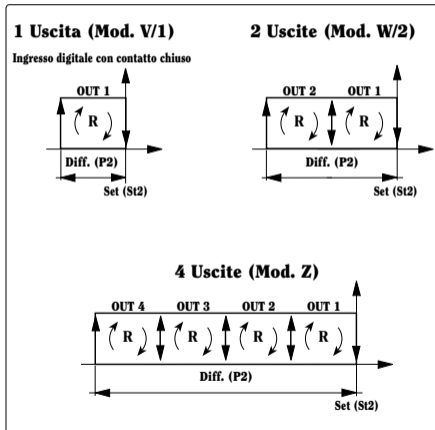 1 Uscita (Mod. V/1)
Ingresso digitale con contatto chiuso
OUT 1
R
Diff. (P2)
Set (St2)
2 Uscite (Mod. W/2)
OUT 2 OUT 1
R R
Diff. (P2)
Set (St2)
4 Uscite (Mod. Z)
OUT 4 OUT 3 OUT 2 OUT 1
R R R R
Diff. (P2)
Set (St2)